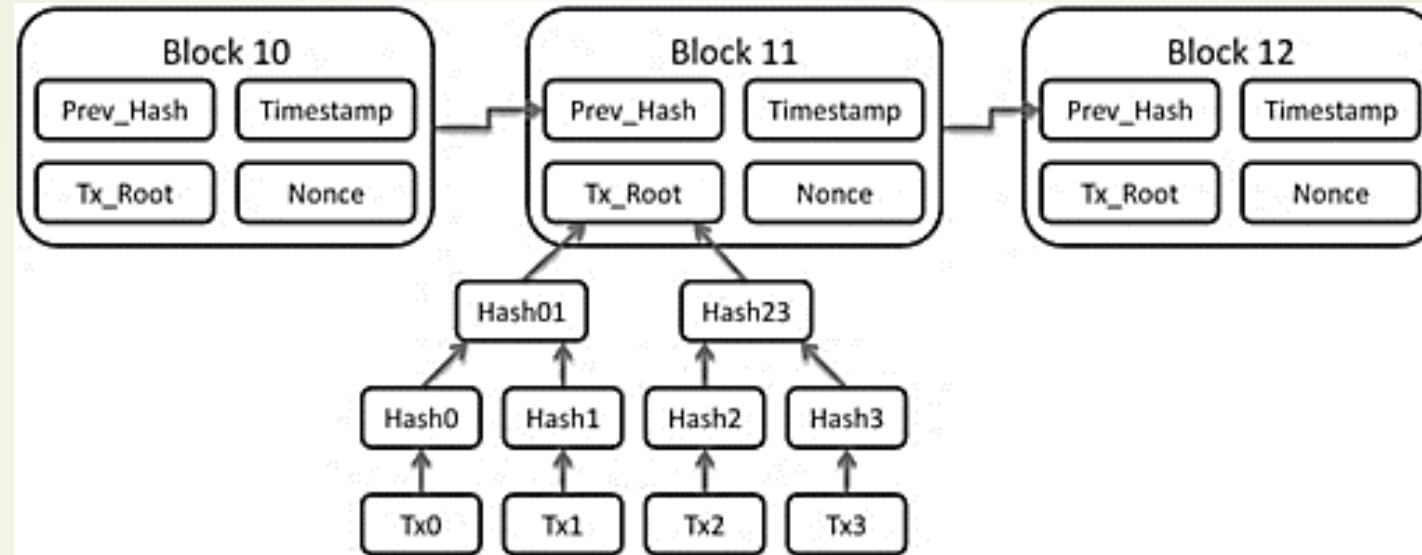 Block 10
Prev_Hash Timestamp
Tx_Root Nonce
Block 11
Prev_Hash Timestamp
Tx_Root Nonce
Block 12
Prev_Hash Timestamp
Tx_Root Nonce
Hash01 Hash23
Hash0 Hash1 Hash2 Hash3
Tx0 Tx1 Tx2 Tx3